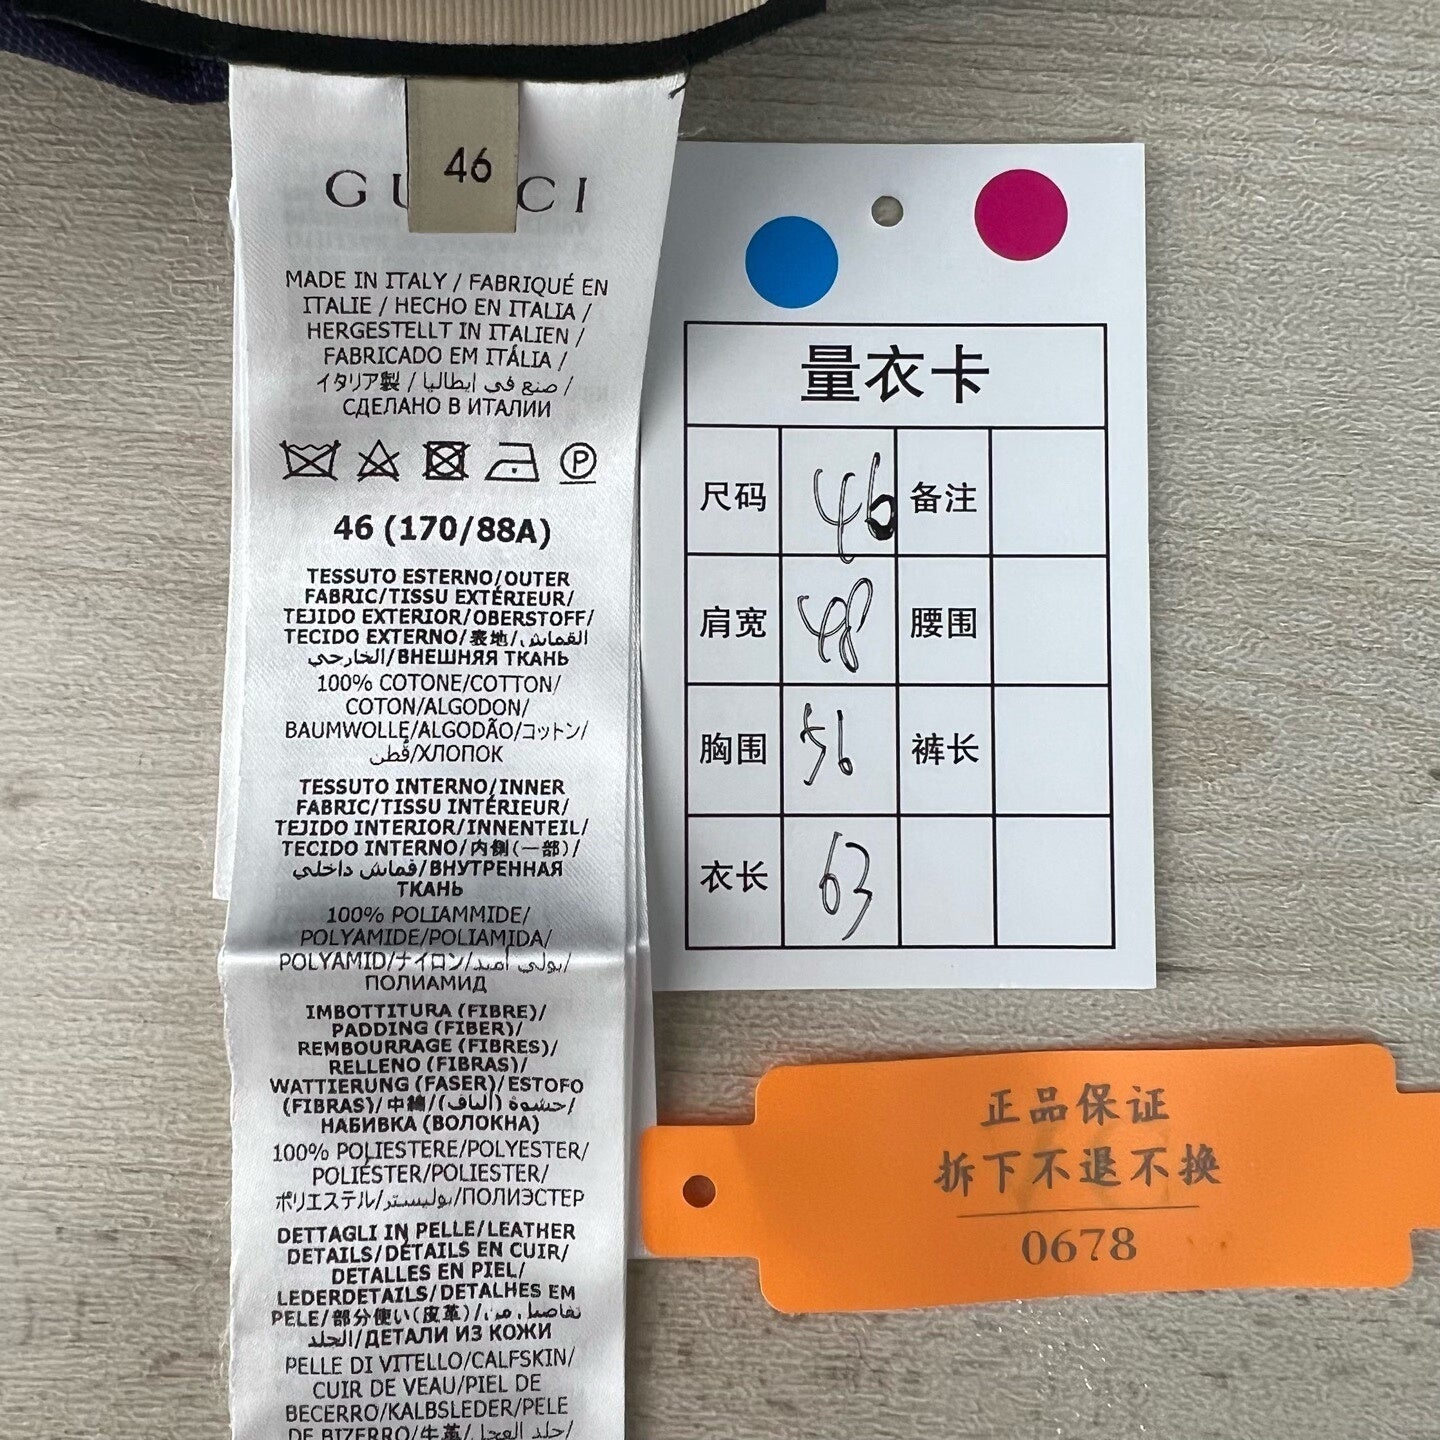 46
GUCCI
MADE IN ITALY / FABRIQUÉ EN
ITALIE / HECHO EN ITALIA /
HERGESTELLT IN ITALIEN /
FABRICADO EM ITÁLIA /
イタリア製 / صنع في ايطاليا /
СДЕЛАНО В ИТАЛИИ
P
46 (170/88A)
TESSUTO ESTERNO/OUTER
FABRIC/TISSU EXTÉRIEUR/
TEJIDO EXTERIOR/OBERSTOFF/
TECIDO EXTERNO/表地/القماش
الخارجي/ВНЕШНЯЯ ТКАНЬ
100% COTONE/COTTON/
COTON/ALGODON/
BAUMWOLLE/ALGODÃO/コットン/
قطن/ХЛОПОК
TESSUTO INTERNO/INNER
FABRIC/TISSU INTÉRIEUR/
TEJIDO INTERIOR/INNENTEIL/
TECIDO INTERNO/内側(一部)/
قماش داخلي/ВНУТРЕННАЯ
ТКАНЬ
100% POLIAMMIDE/
POLYAMIDE/POLIAMIDA/
POLYAMID/ナイロン/بولي أميد/
ПОЛИАМИД
IMBOTTITURA (FIBRE)/
PADDING (FIBER)/
REMBOURRAGE (FIBRES)/
RELLENO (FIBRAS)/
WATTIERUNG (FASER)/ESTOFO
(FIBRAS)/中綿/حشوة (ألياف)/
НАБИВКА (ВОЛОКНА)
100% POLIESTERE/POLYESTER/
POLIÉSTER/POLIESTER/
ポリエステル/بوليستر/ПОЛИЭСТЕР
DETTAGLI IN PELLE/LEATHER
DETAILS/DÉTAILS EN CUIR/
DETALLES EN PIEL/
LEDERDETAILS/DETALHES EM
PELE/部分使い(皮革)/تفاصيل من
الجلد/ДЕТАЛИ ИЗ КОЖИ
PELLE DI VITELLO/CALFSKIN/
CUIR DE VEAU/PIEL DE
BECERRO/KALBSLEDER/PELE
DE BIZERRO/牛革/جلد العجل/
量衣卡
尺码 46 备注
肩宽 48 腰围
胸围 56 裤长
衣长 63
正品保证
拆下不退不换
0678